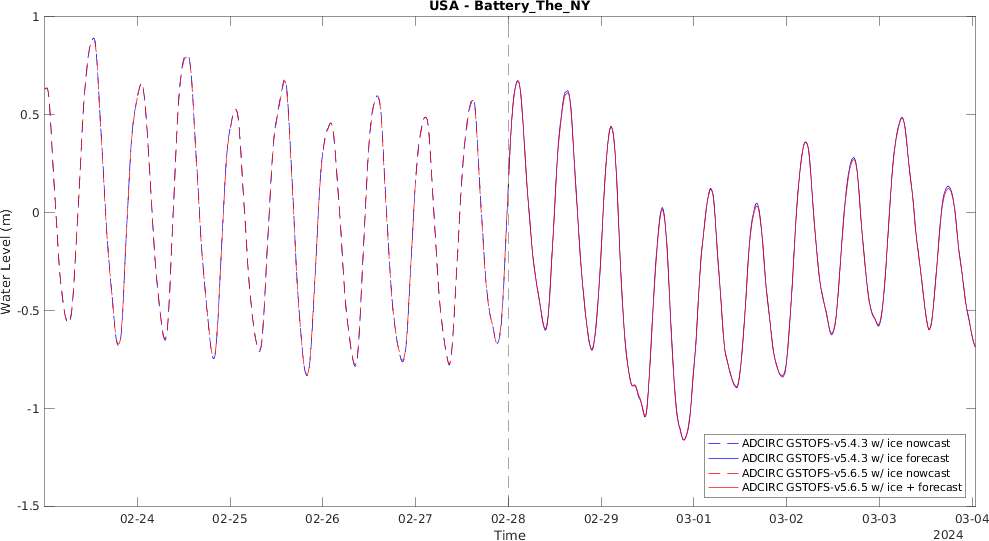 USA - Battery_The_NY
1
0.5
0
-0.5
-1
-1.5
Water Level (m)
02-24 02-25 02-26 02-27 02-28 02-29 03-01 03-02 03-03 03-04
Time
2024
ADCIRC GSTOFS-v5.4.3 w/ ice nowcast
ADCIRC GSTOFS-v5.4.3 w/ ice forecast
ADCIRC GSTOFS-v5.6.5 w/ ice nowcast
ADCIRC GSTOFS-v5.6.5 w/ ice + forecast